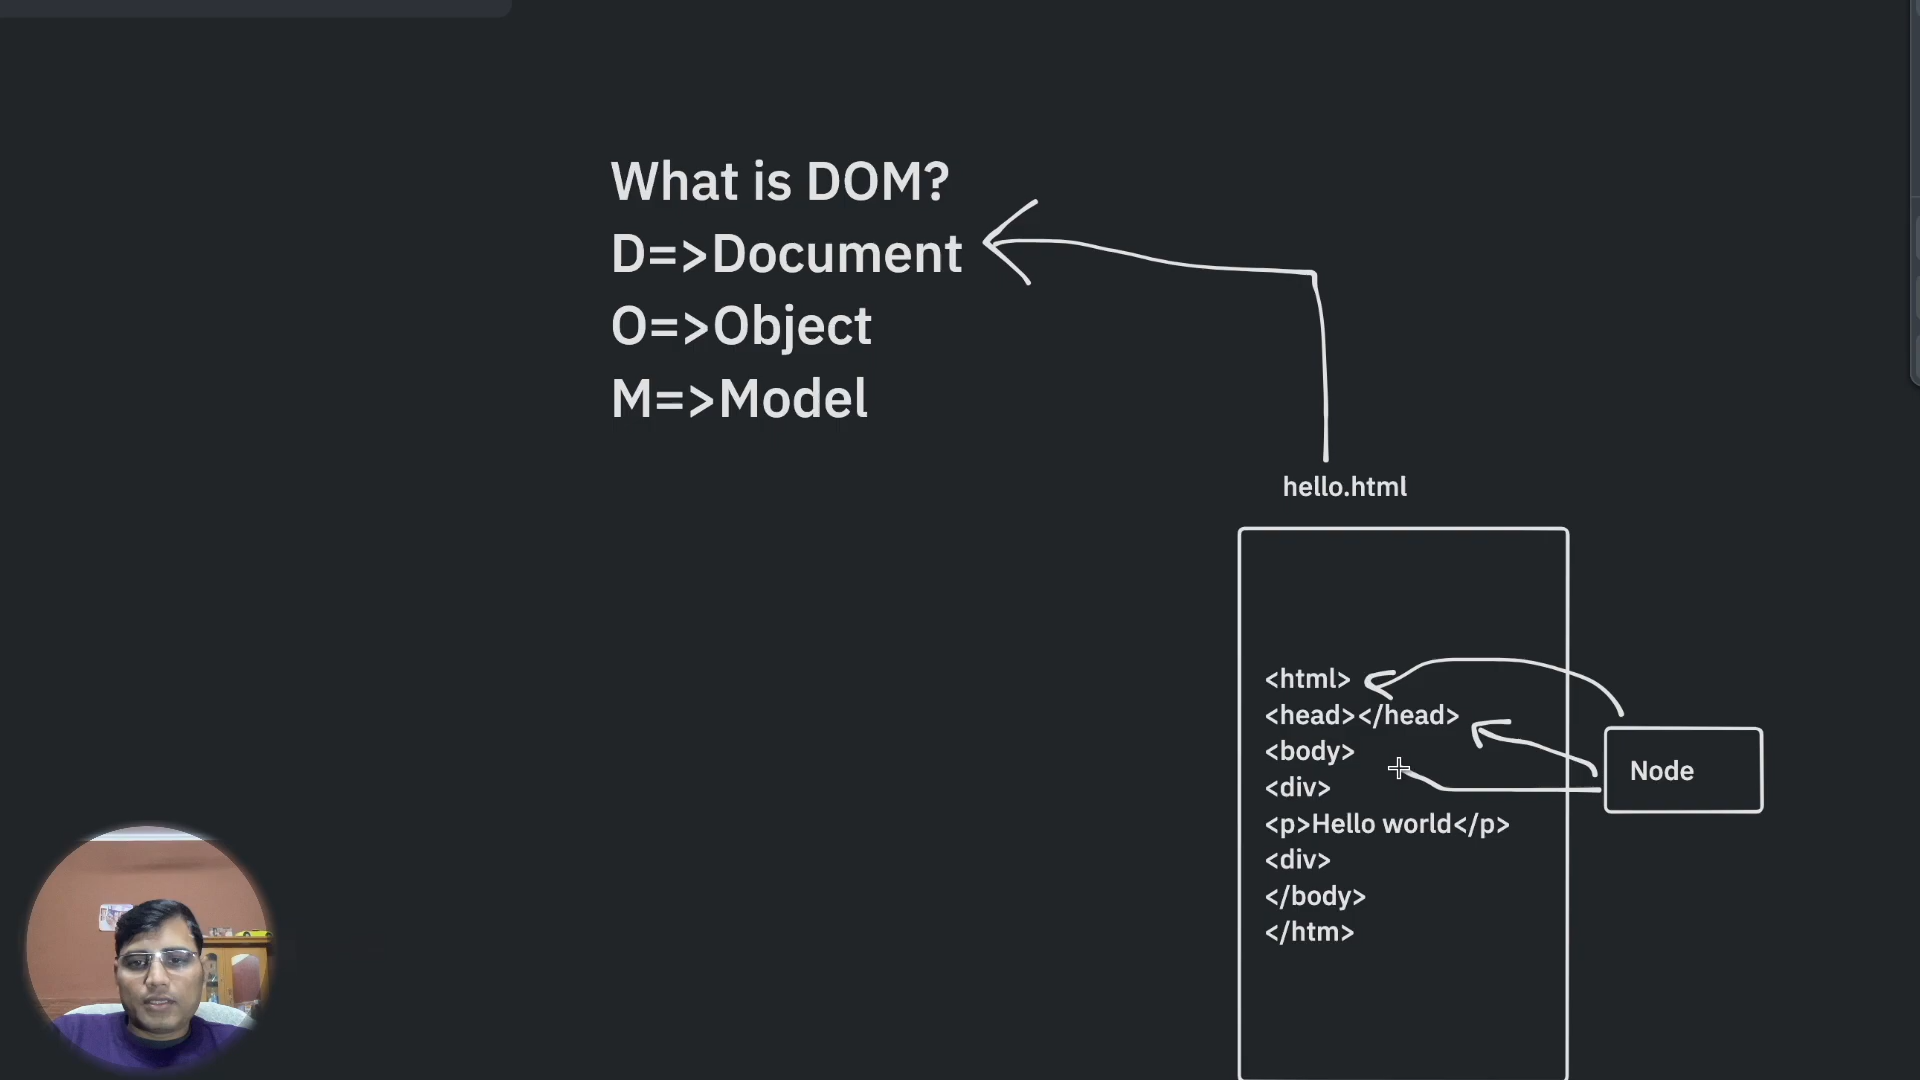 What is DOM?
D=>Document
O=>Object
M=>Model
hello.html
<html>
<head></head>
<body>
<div>
<p>Hello world</p>
<div>
</body>
</htm>
Node